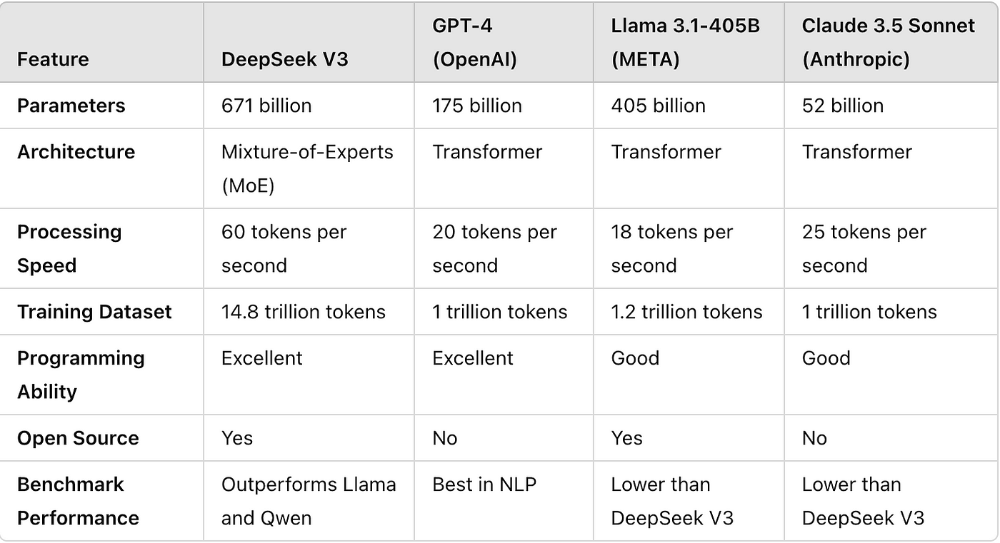 Feature
DeepSeek V3
GPT-4
(OpenAI)
Llama 3.1-405B
(META)
Claude 3.5 Sonnet
(Anthropic)
Parameters
671 billion
175 billion
405 billion
52 billion
Architecture
Mixture-of-Experts
(MoE)
Transformer
Transformer
Transformer
Processing
Speed
60 tokens per
second
20 tokens per
second
18 tokens per
second
25 tokens per
second
Training Dataset
14.8 trillion tokens
1 trillion tokens
1.2 trillion tokens
1 trillion tokens
Programming
Ability
Excellent
Excellent
Good
Good
Open Source
Yes
No
Yes
No
Benchmark
Performance
Outperforms Llama
and Qwen
Best in NLP
Lower than
DeepSeek V3
Lower than
DeepSeek V3